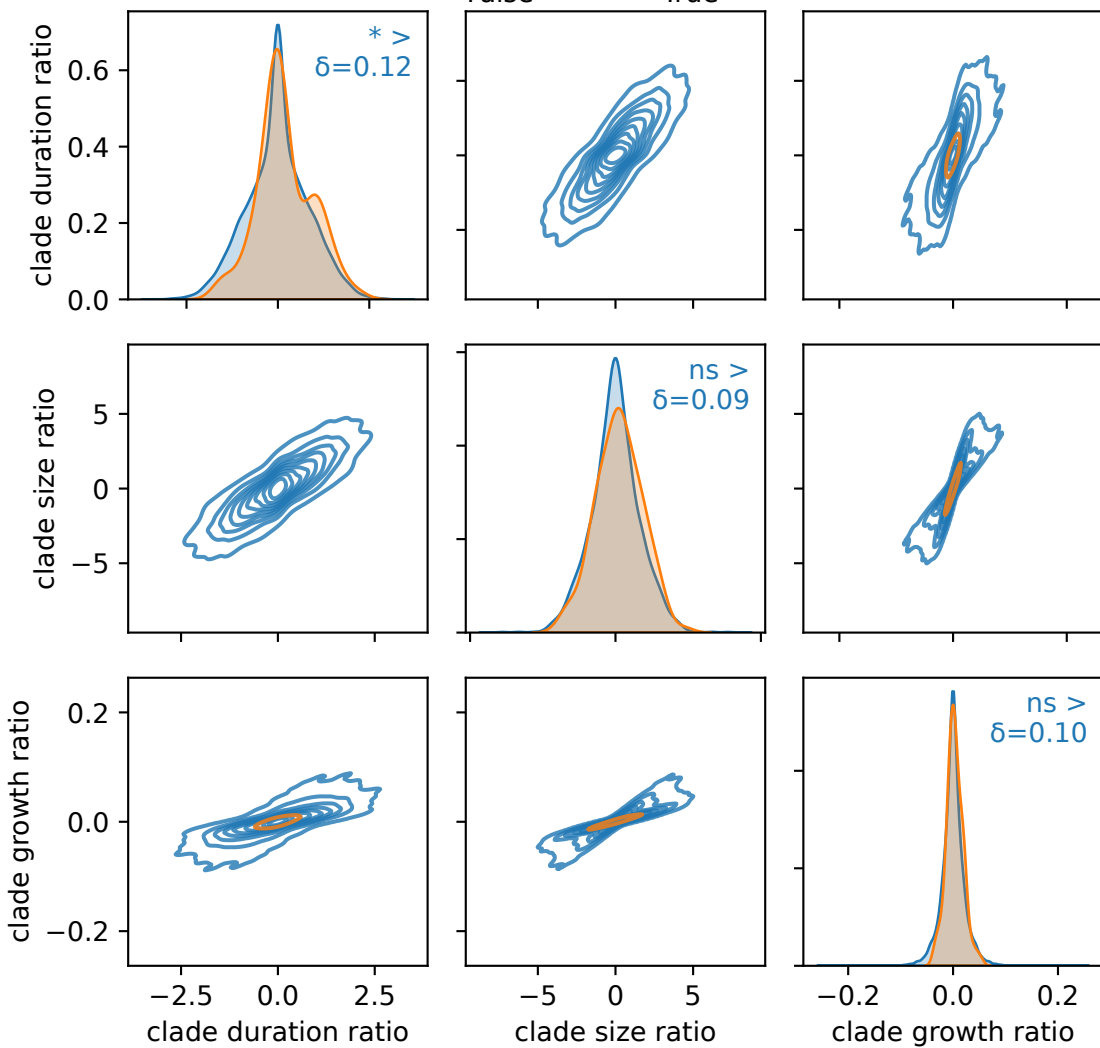 clade duration ratio
0.6
0.4
0.2
0.0
* >
δ=0.12
clade size ratio
5
0
−5
ns >
δ=0.09
clade growth ratio
0.2
0.0
−0.2
ns >
δ=0.10
−2.5 0.0 2.5
−5 0 5
−0.2 0.0 0.2
clade duration ratio
clade size ratio
clade growth ratio